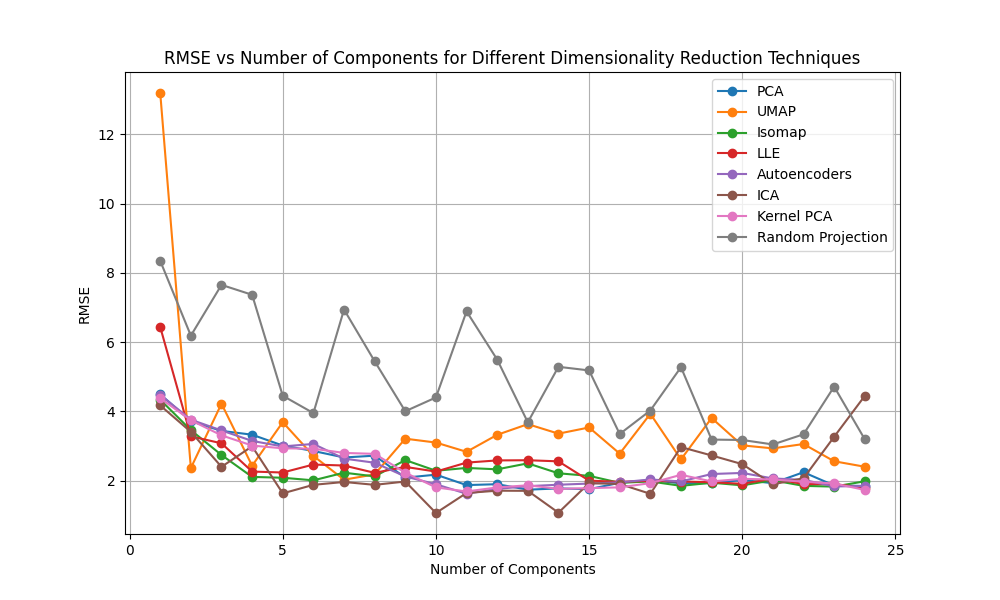 RMSE vs Number of Components for Different Dimensionality Reduction Techniques
PCA
UMAP
Isomap
LLE
Autoencoders
ICA
Kernel PCA
Random Projection
RMSE
12
10
8
6
4
2
0
5
10
15
20
25
Number of Components